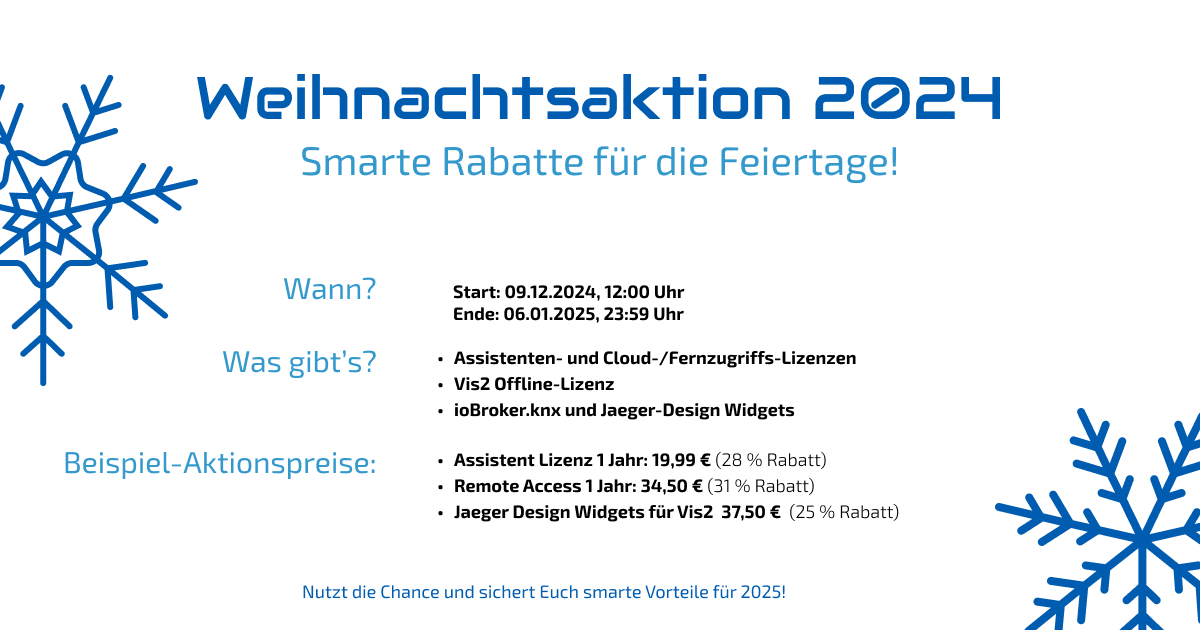 Weihnachtsaktion 2024
Smarte Rabatte für die Feiertage!
Wann?
Start: 09.12.2024, 12:00 Uhr
Ende: 06.01.2025, 23:59 Uhr
Was gibt's?
• Assistenten- und Cloud-/Fernzugriffs-Lizenzen
• Vis2 Offline-Lizenz
• ioBroker.knx und Jaeger-Design Widgets
Beispiel-Aktionspreise:
• Assistent Lizenz 1 Jahr: 19,99 € (28 % Rabatt)
• Remote Access 1 Jahr: 34,50 € (31 % Rabatt)
• Jaeger Design Widgets für Vis2 37,50 € (25 % Rabatt)
Nutzt die Chance und sichert Euch smarte Vorteile für 2025!